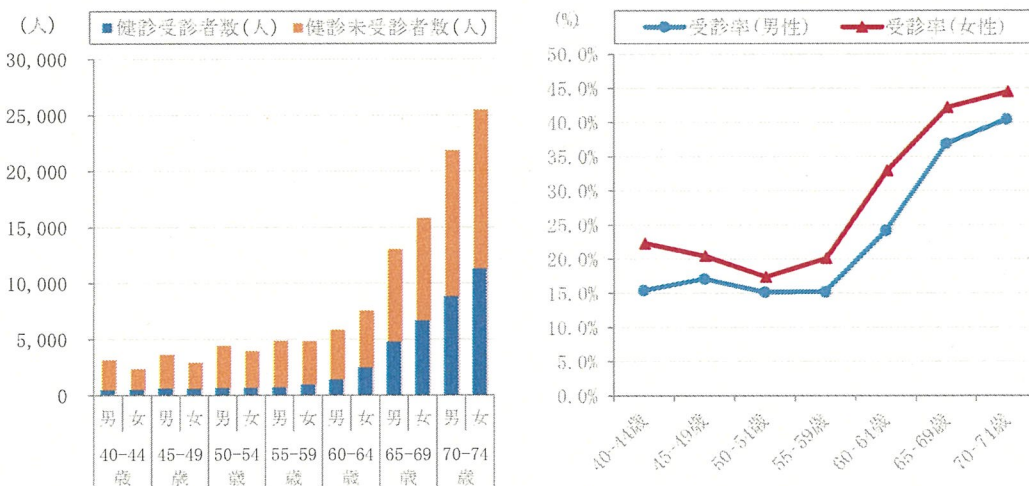 (人)
■健診受診者数(人) ■健診未受診者数(人)
30,000
25,000
20,000
15,000
10,000
5,000
0
男 女 男 女 男 女 男 女 男 女 男 女 男 女
40-44 45-49 50-54 55-59 60-64 65-69 70-74
歳 歳 歳 歳 歳 歳 歳
(%)
受診率(男性) 受診率(女性)
50.0%
45.0%
40.0%
35.0%
30.0%
25.0%
20.0%
15.0%
10.0%
5.0%
0.0%
40-44歳
45-49歳
50-54歳
55-59歳
60-64歳
65-69歳
70-74歳